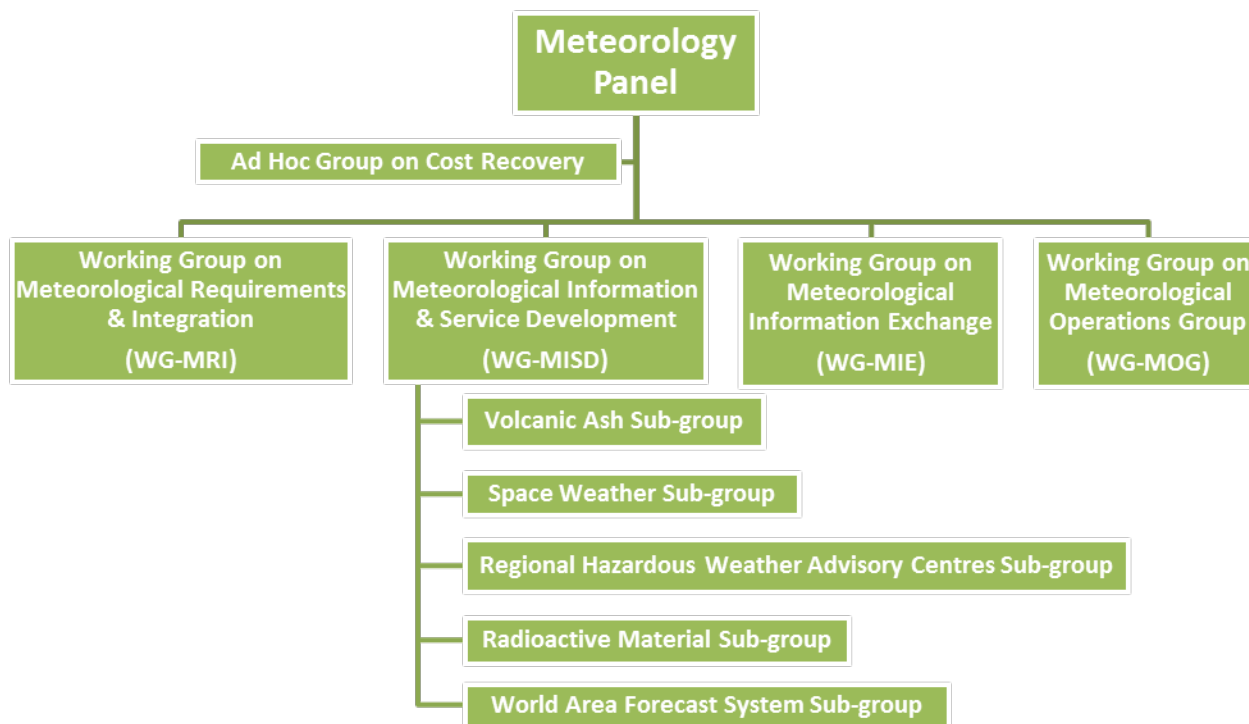 Meteorology
Panel
Ad Hoc Group on Cost Recovery
Working Group on
Meteorological Requirements
& Integration
(WG-MRI)
Working Group on
Meteorological Information
& Service Development
(WG-MISD)
Working Group on
Meteorological
Information Exchange
(WG-MIE)
Working Group on
Meteorological
Operations Group
(WG-MOG)
Volcanic Ash Sub-group
Space Weather Sub-group
Regional Hazardous Weather Advisory Centres Sub-group
Radioactive Material Sub-group
World Area Forecast System Sub-group